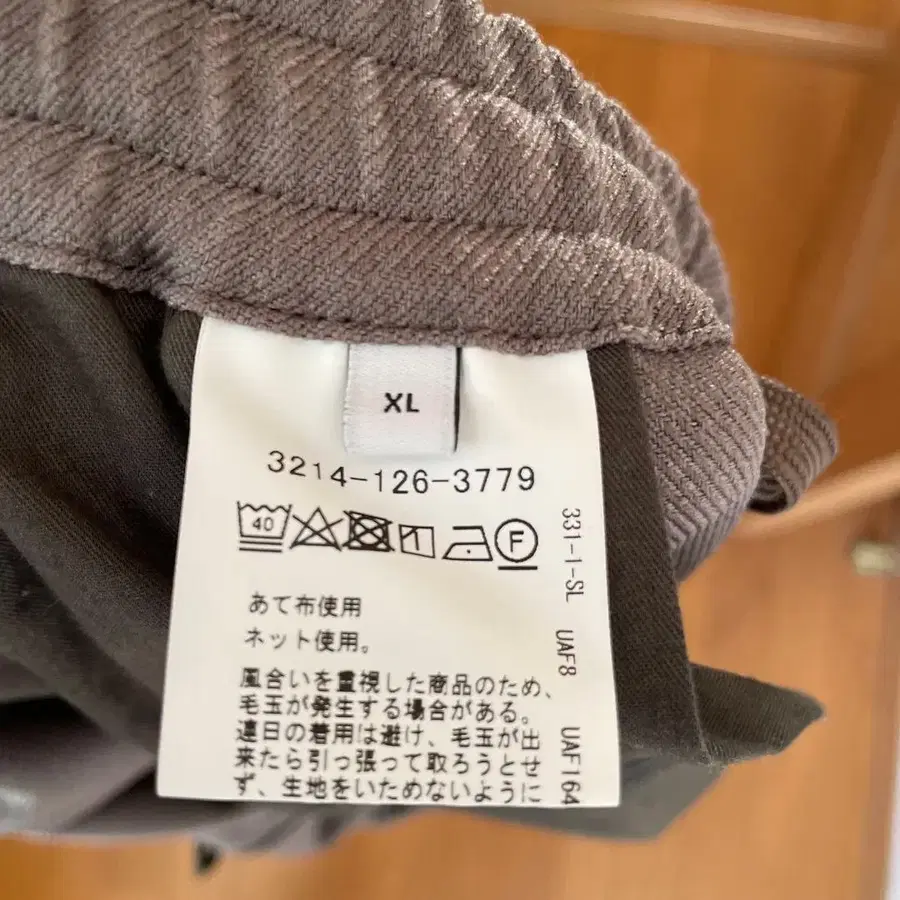 XL
3214-126-3779
40
1
F
あて布使用
ネット使用。
風合いを重視した商品のため、
毛玉が発生する場合がある。
連日の着用は避け、毛玉が出
来たら引っ張って取ろうとせ
ず、生地をいためないように
331-1-SL UAF8 UAF164